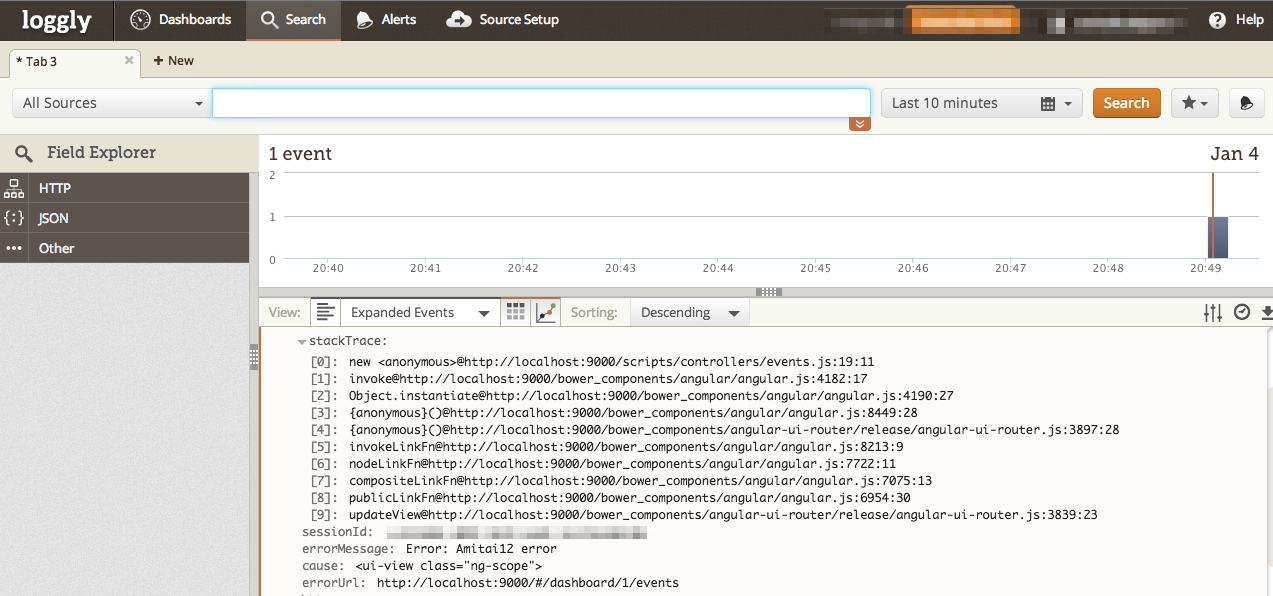 loggly Dashboards Search Alerts Source Setup Help
* Tab 3 × + New
All Sources Last 10 minutes Search
Field Explorer
HTTP
JSON
Other
1 event Jan 4
2
1
0
20:40 20:41 20:42 20:43 20:44 20:45 20:46 20:47 20:48 20:49
View: Expanded Events Sorting: Descending
stackTrace:
[0]: new <anonymous>@http://localhost:9000/scripts/controllers/events.js:19:11
[1]: invoke@http://localhost:9000/bower_components/angular/angular.js:4182:17
[2]: Object.instantiate@http://localhost:9000/bower_components/angular/angular.js:4190:27
[3]: {anonymous}()@http://localhost:9000/bower_components/angular/angular.js:8449:28
[4]: {anonymous}()@http://localhost:9000/bower_components/angular-ui-router/release/angular-ui-router.js:3897:28
[5]: invokeLinkFn@http://localhost:9000/bower_components/angular/angular.js:8213:9
[6]: nodeLinkFn@http://localhost:9000/bower_components/angular/angular.js:7722:11
[7]: compositeLinkFn@http://localhost:9000/bower_components/angular/angular.js:7075:13
[8]: publicLinkFn@http://localhost:9000/bower_components/angular/angular.js:6954:30
[9]: updateView@http://localhost:9000/bower_components/angular-ui-router/release/angular-ui-router.js:3839:23
sessionId:
errorMessage: Error: Amitai12 error
cause: <ui-view class="ng-scope">
errorUrl: http://localhost:9000/#/dashboard/1/events